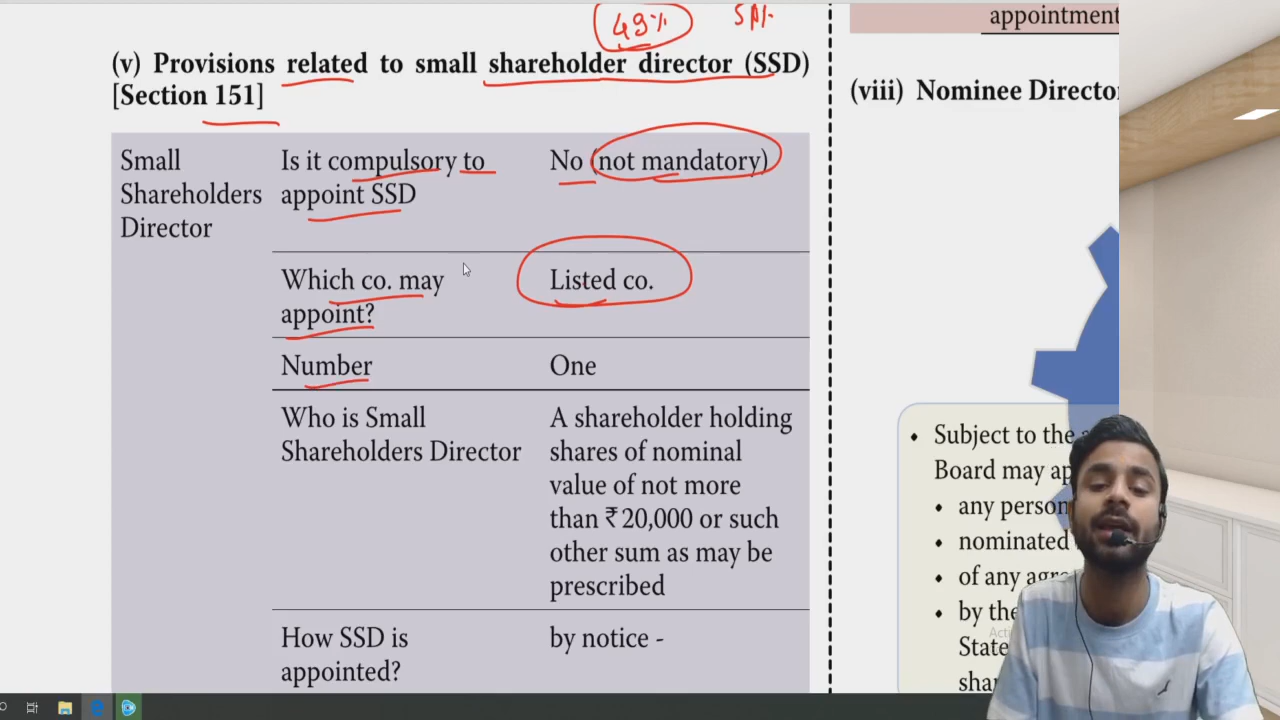 49%
appointment
(v) Provisions related to small shareholder director (SSD)
[Section 151]
Small
Shareholders
Director
Is it compulsory to
appoint SSD
No (not mandatory)
Which co. may
appoint?
Listed co.
Number
One
Who is Small
Shareholders Director
A shareholder holding
shares of nominal
value of not more
than ₹20,000 or such
other sum as may be
prescribed
How SSD is
appointed?
by notice -
(viii) Nominee Directo
• Subject to the
Board may ap
• any person
• nominated
• of any agre
• by the
State
shar